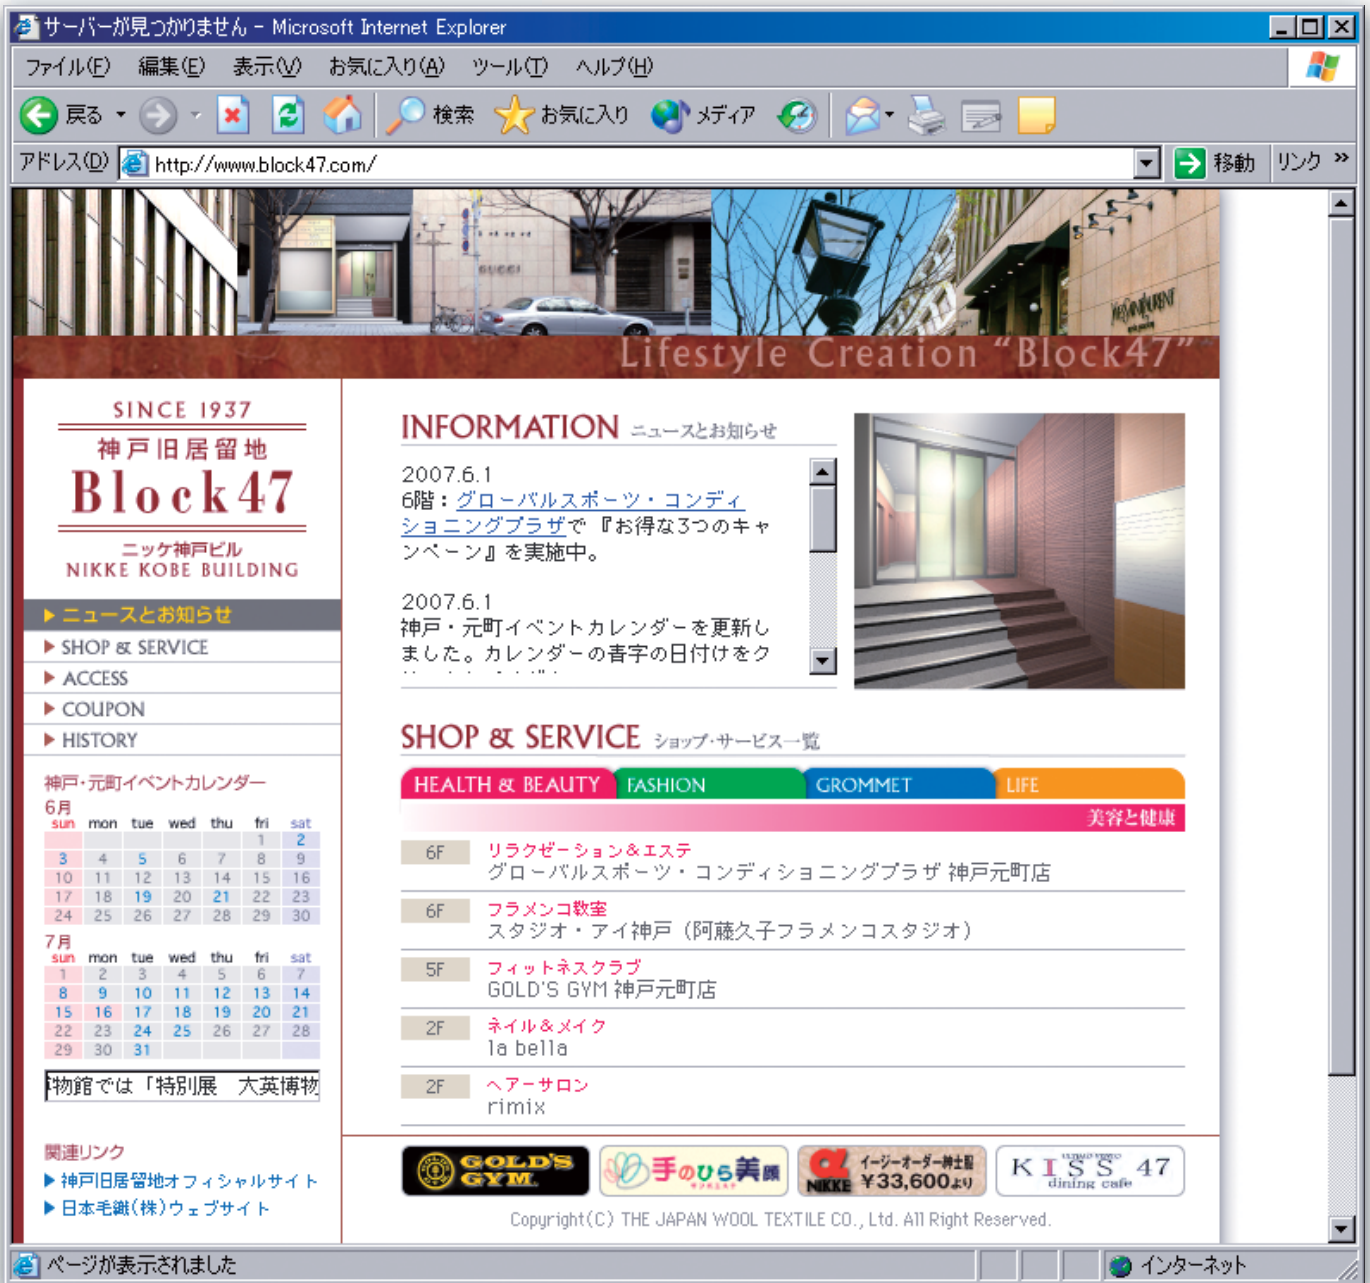 サーバーが見つかりません - Microsoft Internet Explorer
ファイル(F) 編集(E) 表示(V) お気に入り(A) ツール(T) ヘルプ(H)
戻る 検索 お気に入り メディア
アドレス(D) http://www.block47.com/ 移動 リンク »
GUCCI
Lifestyle Creation “Block47”
SINCE 1937
神戸旧居留地
Block47
ニッケ神戸ビル
NIKKE KOBE BUILDING
ニュースとお知らせ
SHOP & SERVICE
ACCESS
COUPON
HISTORY
神戸・元町イベントカレンダー
6月
sun mon tue wed thu fri sat
1 2
3 4 5 6 7 8 9
10 11 12 13 14 15 16
17 18 19 20 21 22 23
24 25 26 27 28 29 30
7月
sun mon tue wed thu fri sat
1 2 3 4 5 6 7
8 9 10 11 12 13 14
15 16 17 18 19 20 21
22 23 24 25 26 27 28
29 30 31
物館では「特別展 大英博物
関連リンク
神戸旧居留地オフィシャルサイト
日本毛織(株)ウェブサイト
INFORMATION ニュースとお知らせ
2007.6.1
6階：グローバルスポーツ・コンディ
ショニングプラザで『お得な3つのキャ
ンペーン』を実施中。
2007.6.1
神戸・元町イベントカレンダーを更新し
ました。カレンダーの青字の日付けをク
SHOP & SERVICE ショップ・サービス一覧
HEALTH & BEAUTY FASHION GROMMET LIFE
美容と健康
6F リラクゼーション&エステ
グローバルスポーツ・コンディショニングプラザ 神戸元町店
6F フラメンコ教室
スタジオ・アイ神戸（阿藤久子フラメンコスタジオ）
5F フィットネスクラブ
GOLD'S GYM 神戸元町店
2F ネイル&メイク
la bella
2F ヘアーサロン
rimix
GOLD'S
GYM.
手のひら美顔
NIKKE
イージーオーダー紳士服
¥33,600より
KISS 47
dining cafe
Copyright(C) THE JAPAN WOOL TEXTILE CO., Ltd. All Right Reserved.
ページが表示されました インターネット